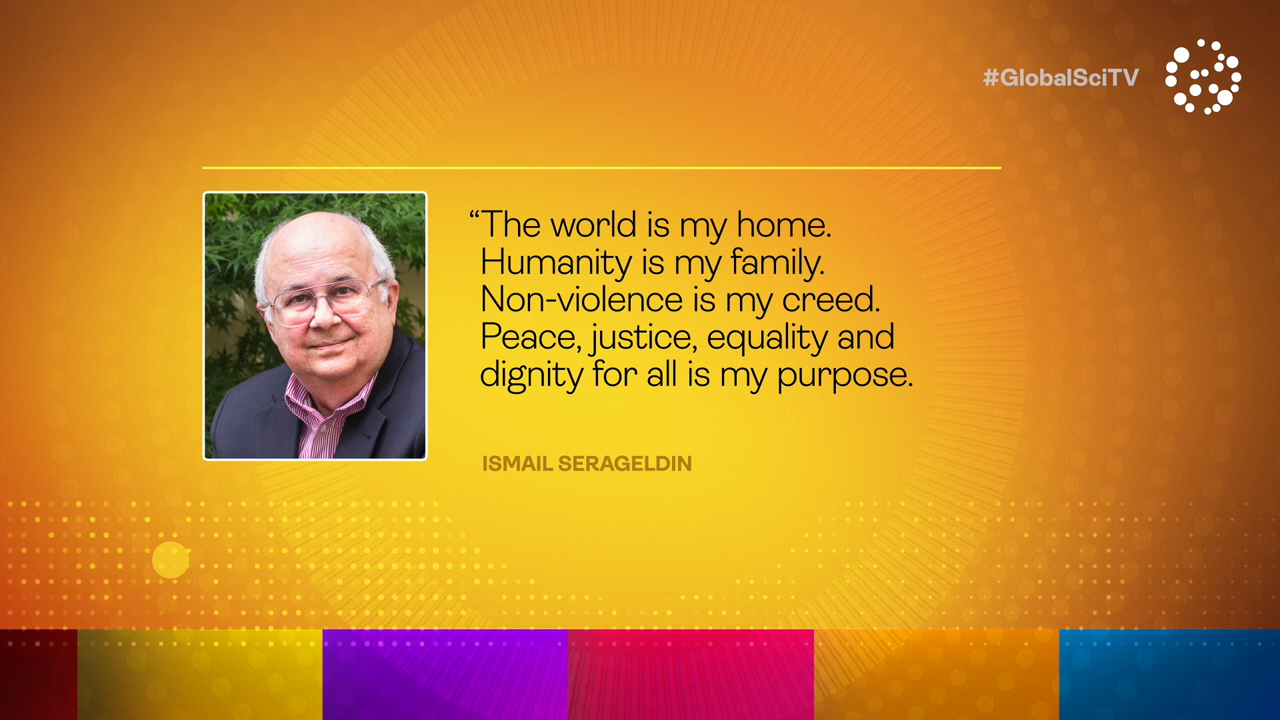 #GlobalSciTV
“The world is my home.
Humanity is my family.
Non-violence is my creed.
Peace, justice, equality and
dignity for all is my purpose.
ISMAIL SERAGELDIN